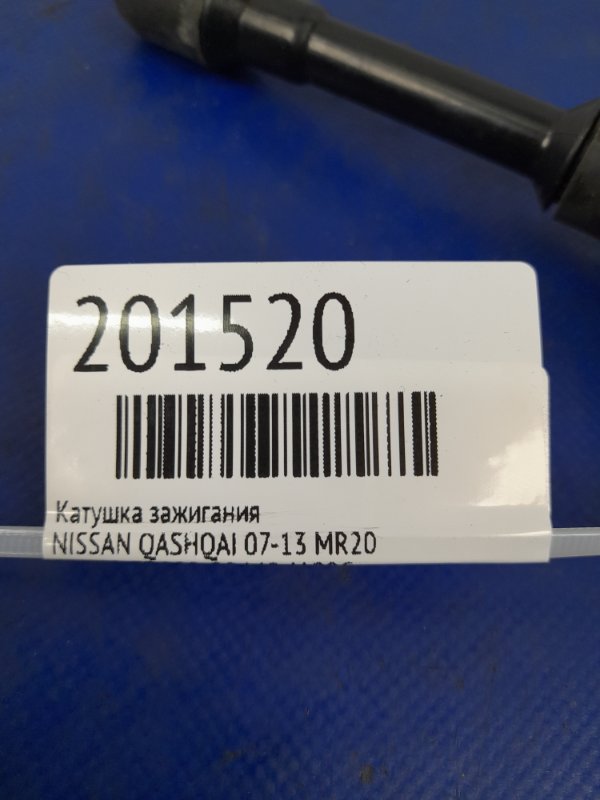 201520
Катушка зажигания
NISSAN QASHQAI 07-13 MR20